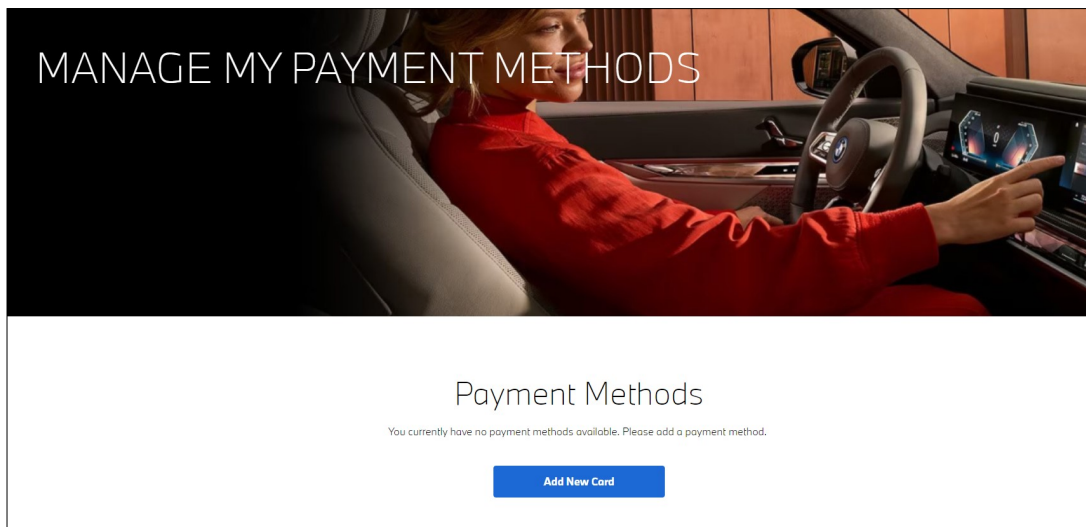 MANAGE MY PAYMENT METHODS
Payment Methods
You currently have no payment methods available. Please add a payment method.
Add New Card